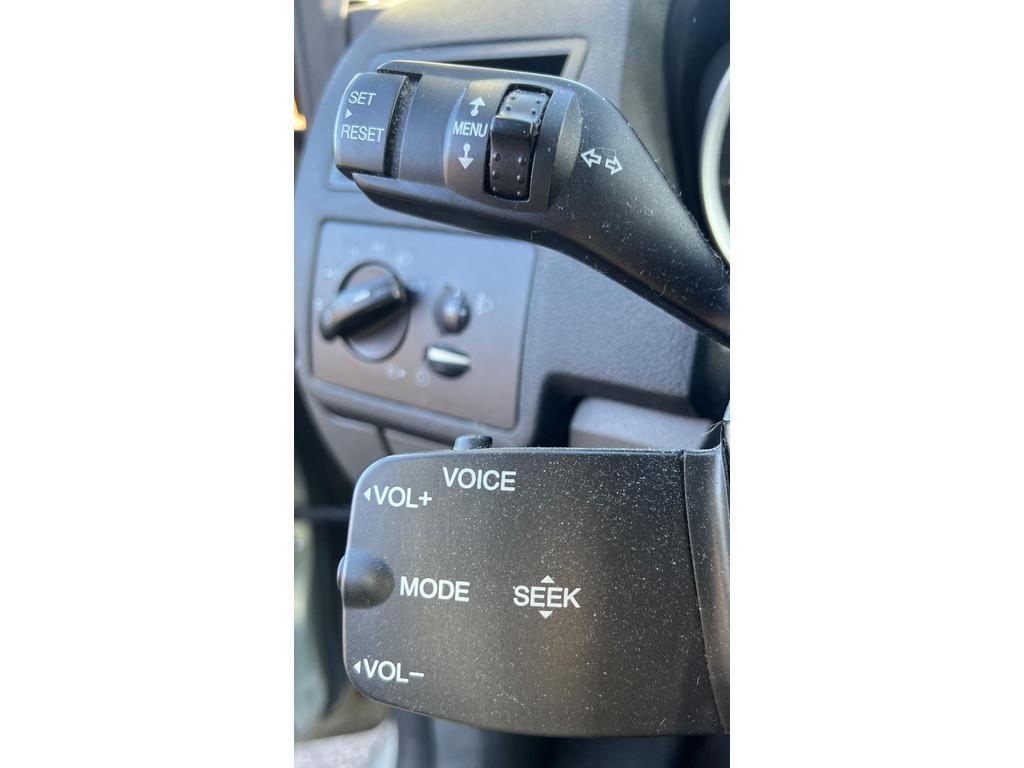 SET
RESET
MENU
VOICE
VOL+
MODE
SEEK
VOL−